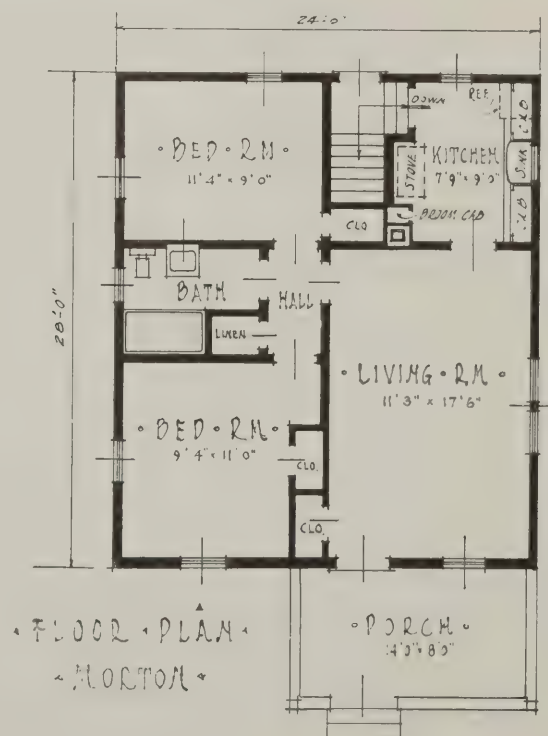 24'-0"
DOWN
REF.
CAB
• BED • RM •
11'4" × 9'0"
STOVE
KITCHEN
7'9" × 9'0"
SINK
CLO
BROOM CAB
CAB
BATH
HALL
28'-0"
LINEN
• LIVING • RM •
11'3" × 17'6"
• BED • RM •
9'4" × 11'0"
CLO.
CLO.
• FLOOR • PLAN •
• MORTON •
• PORCH •
14'0" × 8'0"